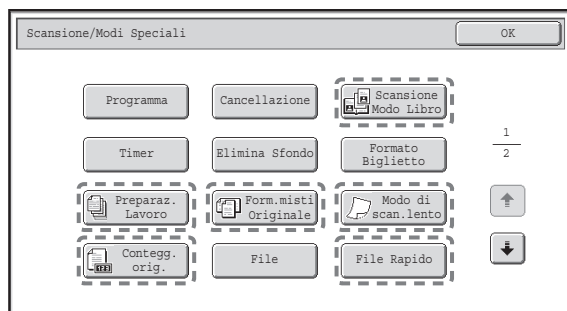 Scansione/Modi Speciali
OK
Programma
Cancellazione
Scansione
Modo Libro
Timer
Elimina Sfondo
Formato
Biglietto
1
2
Preparaz.
Lavoro
Form.misti
Originale
Modo di
scan.lento
Contegg.
orig.
File
File Rapido